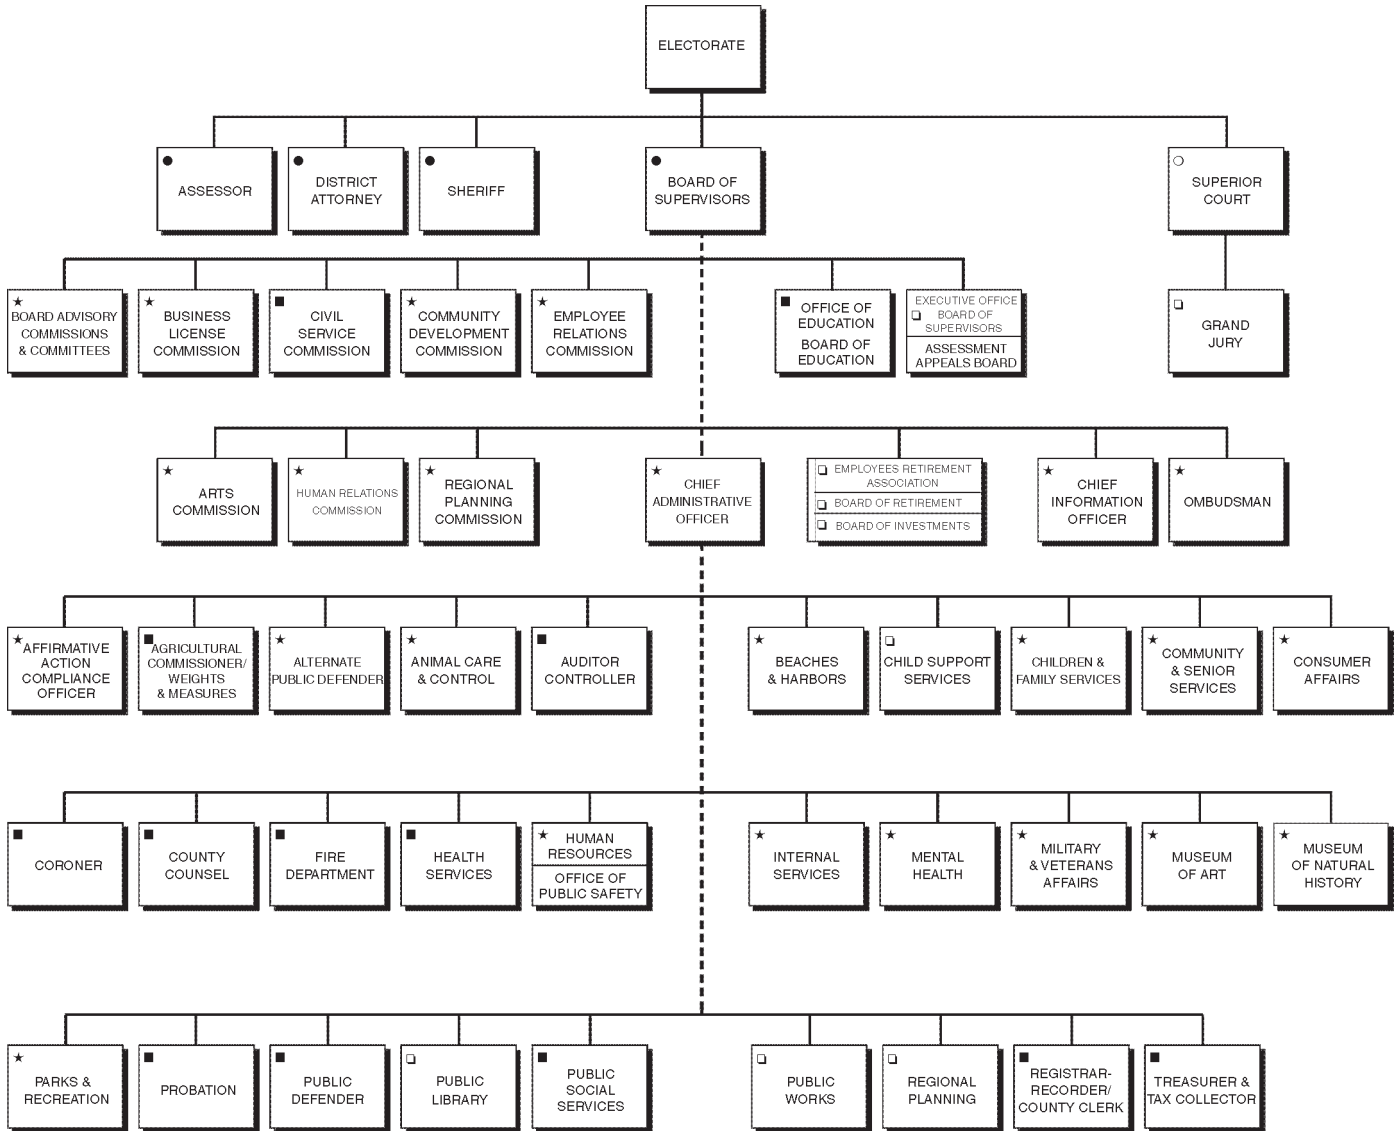 ELECTORATE
ASSESSOR
DISTRICT
ATTORNEY
SHERIFF
BOARD OF
SUPERVISORS
SUPERIOR
COURT
BOARD ADVISORY
COMMISSIONS
& COMMITTEES
BUSINESS
LICENSE
COMMISSION
CIVIL
SERVICE
COMMISSION
COMMUNITY
DEVELOPMENT
COMMISSION
EMPLOYEE
RELATIONS
COMMISSION
OFFICE OF
EDUCATION
BOARD OF
EDUCATION
EXECUTIVE OFFICE
BOARD OF
SUPERVISORS
ASSESSMENT
APPEALS BOARD
GRAND
JURY
ARTS
COMMISSION
HUMAN RELATIONS
COMMISSION
REGIONAL
PLANNING
COMMISSION
CHIEF
ADMINISTRATIVE
OFFICER
EMPLOYEES RETIREMENT
ASSOCIATION
BOARD OF RETIREMENT
BOARD OF INVESTMENTS
CHIEF
INFORMATION
OFFICER
OMBUDSMAN
AFFIRMATIVE
ACTION
COMPLIANCE
OFFICER
AGRICULTURAL
COMMISSIONER/
WEIGHTS
& MEASURES
ALTERNATE
PUBLIC DEFENDER
ANIMAL CARE
& CONTROL
AUDITOR
CONTROLLER
BEACHES
& HARBORS
CHILD SUPPORT
SERVICES
CHILDREN &
FAMILY SERVICES
COMMUNITY
& SENIOR
SERVICES
CONSUMER
AFFAIRS
CORONER
COUNTY
COUNSEL
FIRE
DEPARTMENT
HEALTH
SERVICES
HUMAN
RESOURCES
OFFICE OF
PUBLIC SAFETY
INTERNAL
SERVICES
MENTAL
HEALTH
MILITARY
& VETERANS
AFFAIRS
MUSEUM
OF ART
MUSEUM
OF NATURAL
HISTORY
PARKS &
RECREATION
PROBATION
PUBLIC
DEFENDER
PUBLIC
LIBRARY
PUBLIC
SOCIAL
SERVICES
PUBLIC
WORKS
REGIONAL
PLANNING
REGISTRAR-
RECORDER/
COUNTY CLERK
TREASURER &
TAX COLLECTOR